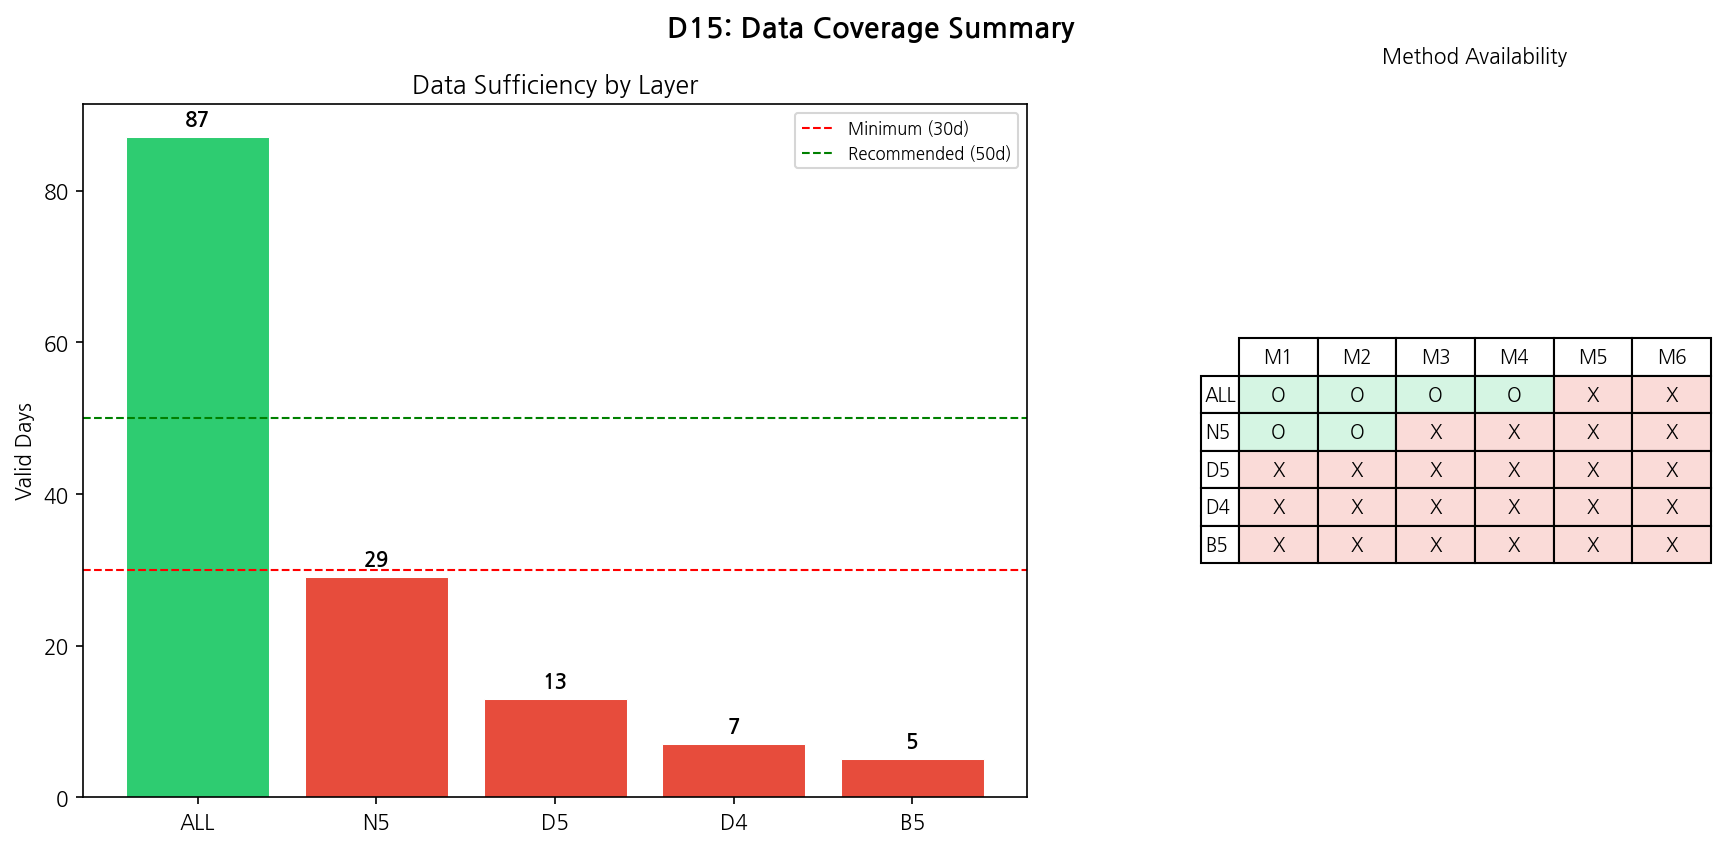 D15: Data Coverage Summary
Data Sufficiency by Layer
Minimum (30d)
Recommended (50d)
Valid Days
80
60
40
20
0
87
29
13
7
5
ALL N5 D5 D4 B5
Method Availability
M1 M2 M3 M4 M5 M6
ALL O O O O X X
N5 O O X X X X
D5 X X X X X X
D4 X X X X X X
B5 X X X X X X